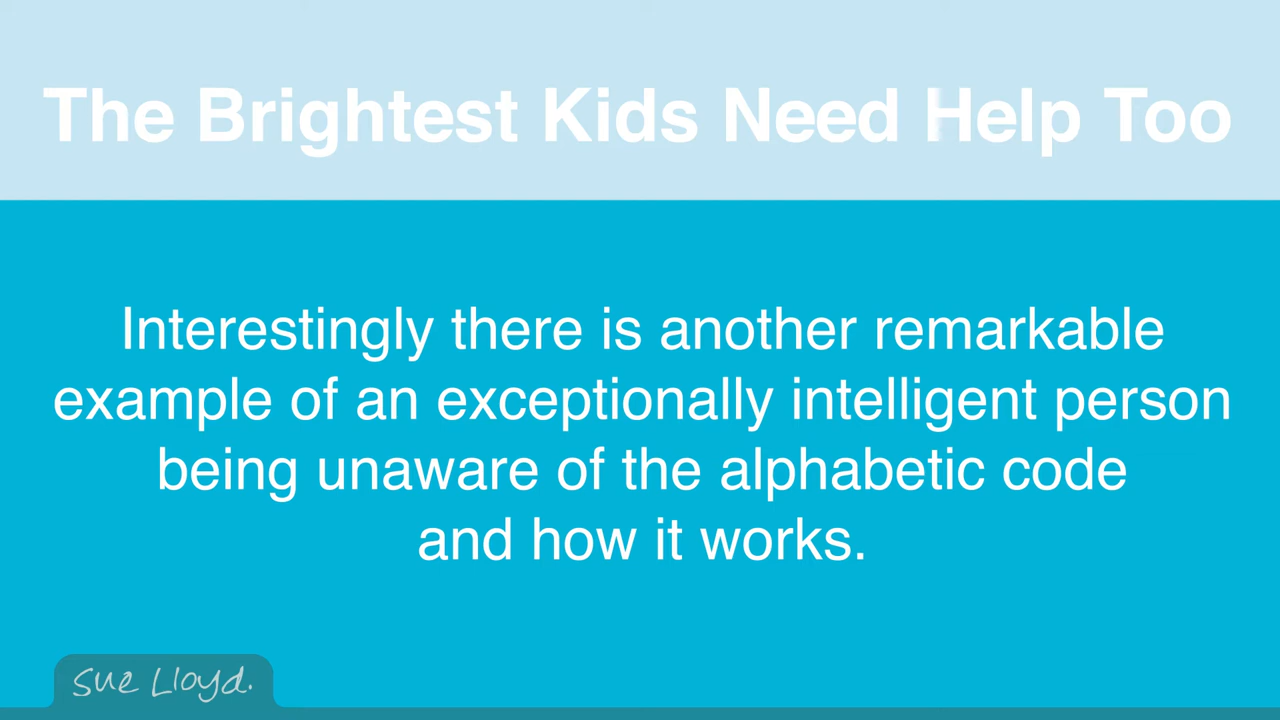 The Brightest Kids Need Help Too
Interestingly there is another remarkable
example of an exceptionally intelligent person
being unaware of the alphabetic code
and how it works.
Sue Lloyd.